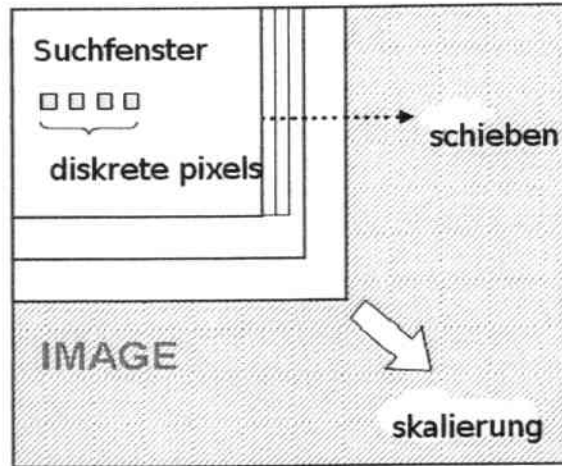 Suchfenster
diskrete pixels
schieben
IMAGE
skalierung